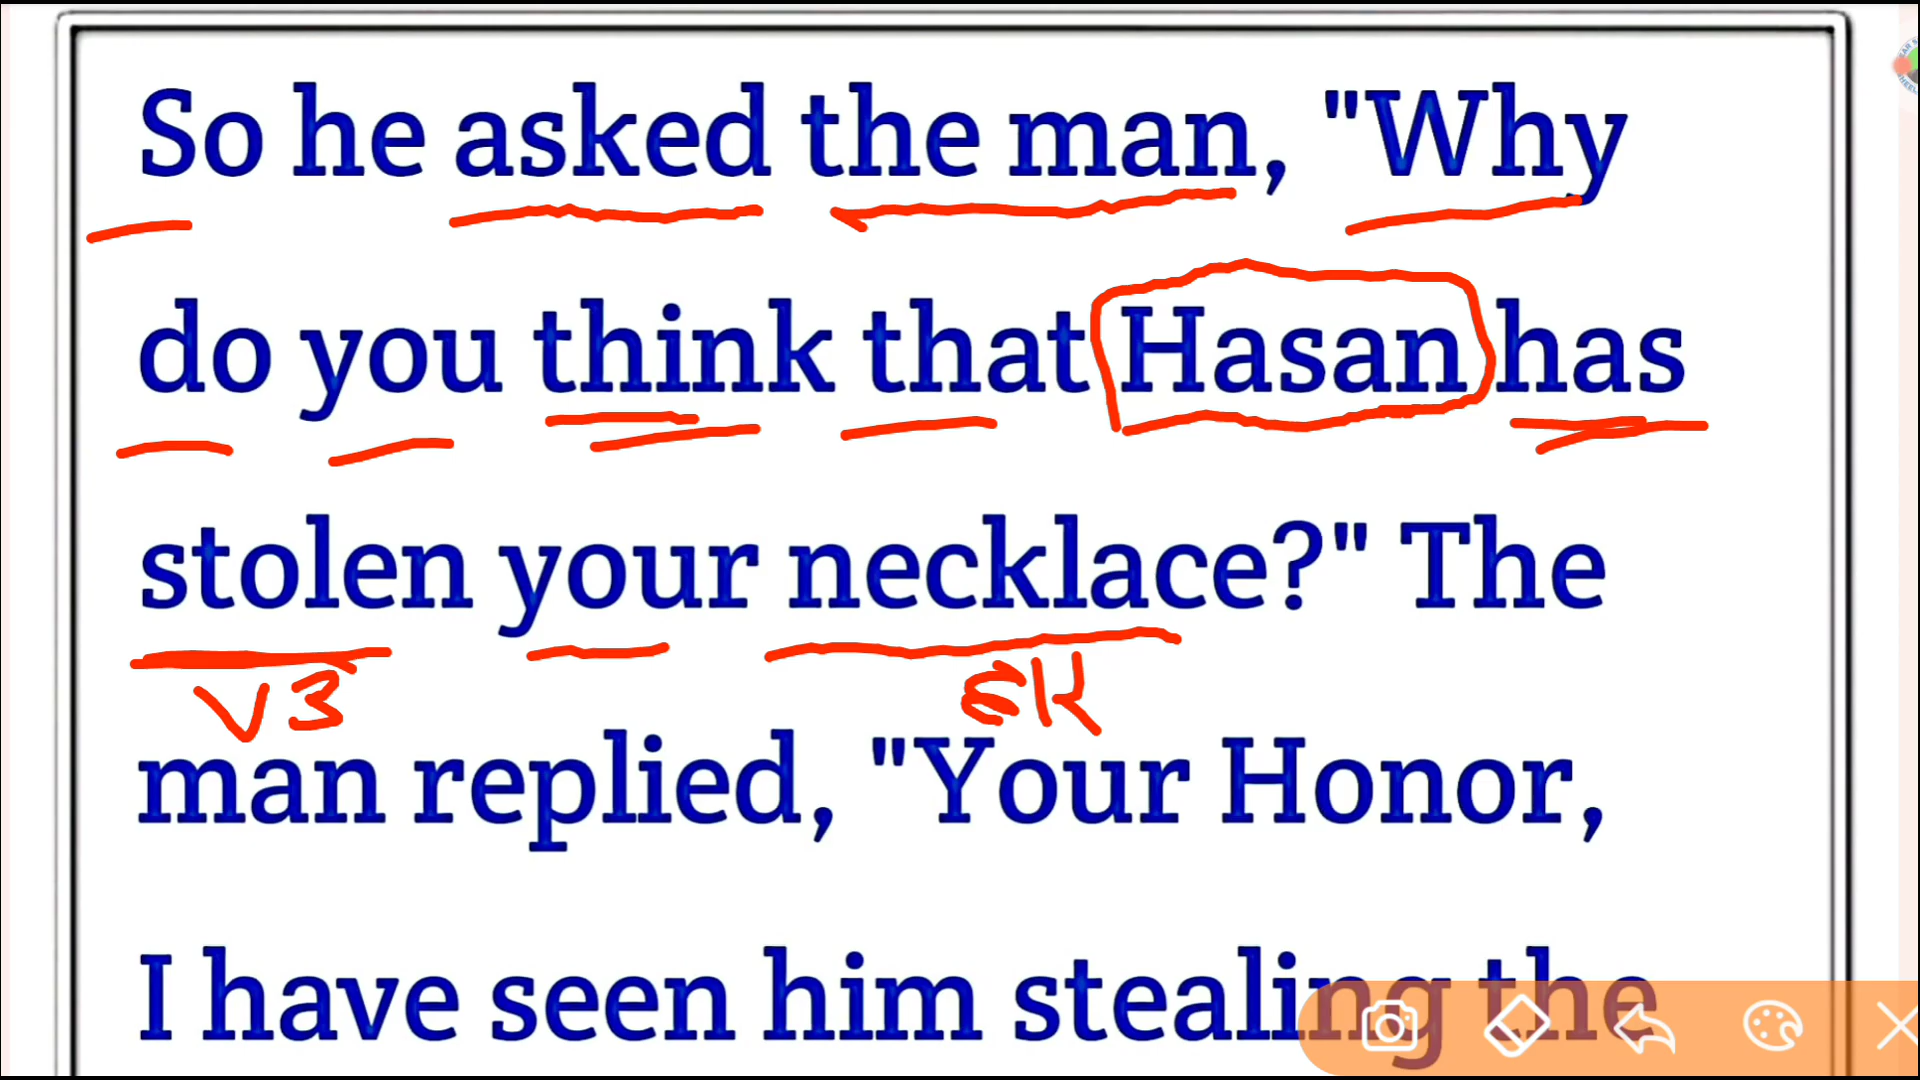 So he asked the man, "Why
do you think that Hasan has
stolen your necklace?" The
V3
man replied, "Your Honor,
I have seen him stealing the